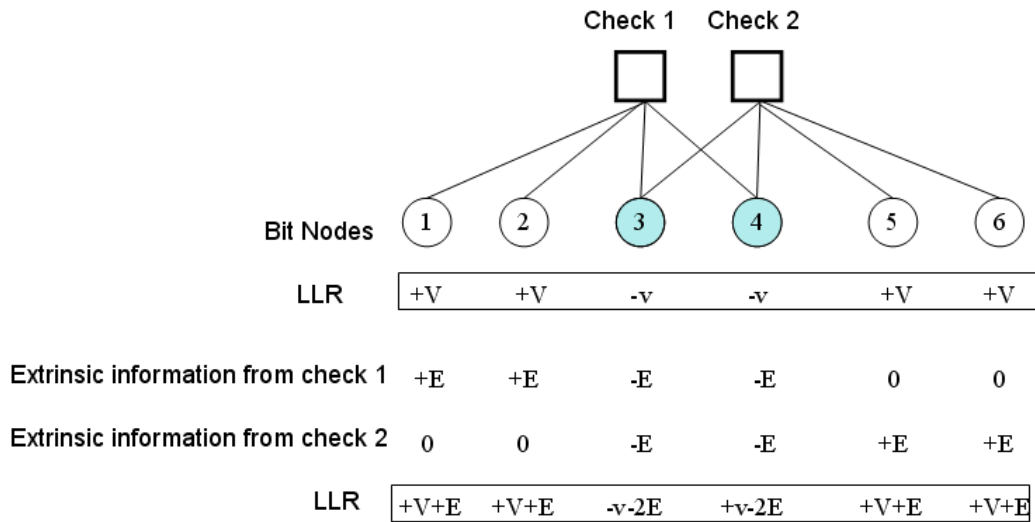 Check 1 Check 2
Bit Nodes 1 2 3 4 5 6
LLR +V +V -v -v +V +V
Extrinsic information from check 1 +E +E -E -E 0 0
Extrinsic information from check 2 0 0 -E -E +E +E
LLR +V+E +V+E -v-2E +v-2E +V+E +V+E